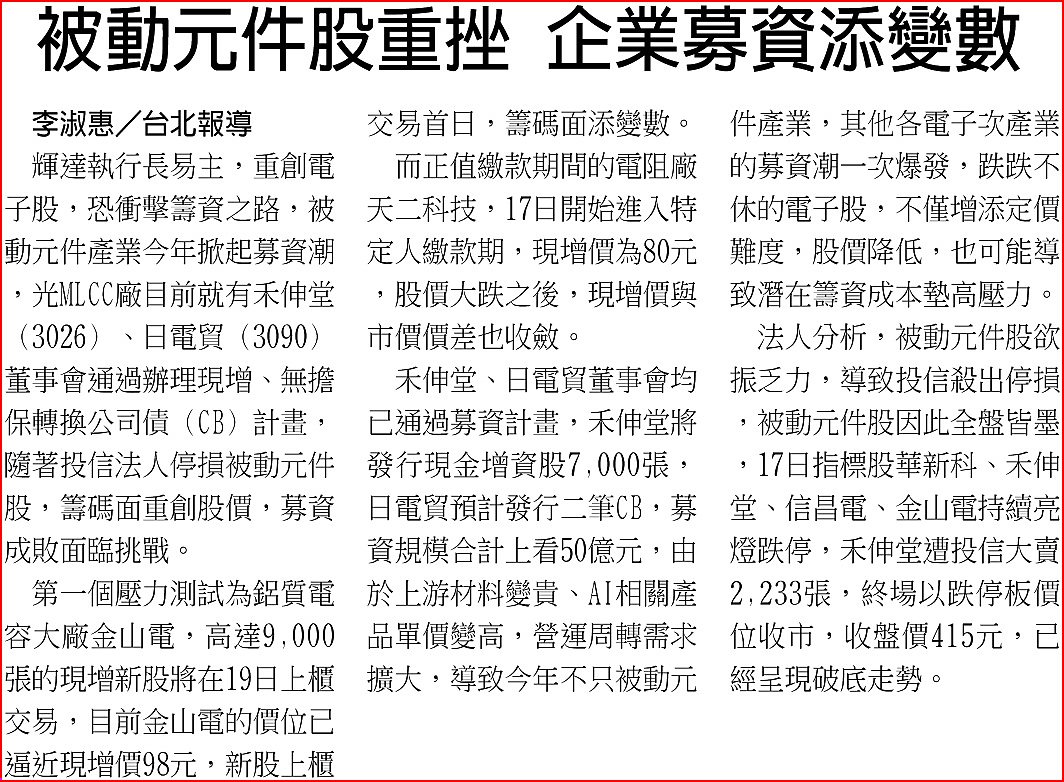 被動元件股重挫 企業募資添變數
李淑惠／台北報導
輝達執行長易主，重創電
子股，恐衝擊籌資之路，被
動元件產業今年掀起募資潮
，光MLCC廠目前就有禾伸堂
（3026）、日電貿（3090）
董事會通過辦理現增、無擔
保轉換公司債（CB）計畫，
隨著投信法人停損被動元件
股，籌碼面重創股價，募資
成敗面臨挑戰。
第一個壓力測試為鋁質電
容大廠金山電，高達9,000
張的現增新股將在19日上櫃
交易，目前金山電的價位已
逼近現增價98元，新股上櫃
交易首日，籌碼面添變數。
而正值繳款期間的電阻廠
天二科技，17日開始進入特
定人繳款期，現增價為80元
，股價大跌之後，現增價與
市價價差也收斂。
禾伸堂、日電貿董事會均
已通過募資計畫，禾伸堂將
發行現金增資股7,000張，
日電貿預計發行二筆CB，募
資規模合計上看50億元，由
於上游材料變貴、AI相關產
品單價變高，營運周轉需求
擴大，導致今年不只被動元
件產業，其他各電子次產業
的募資潮一次爆發，跌跌不
休的電子股，不僅增添定價
難度，股價降低，也可能導
致潛在籌資成本墊高壓力。
法人分析，被動元件股欲
振乏力，導致投信殺出停損
，被動元件股因此全盤皆墨
，17日指標股華新科、禾伸
堂、信昌電、金山電持續亮
燈跌停，禾伸堂遭投信大賣
2,233張，終場以跌停板價
位收市，收盤價415元，已
經呈現破底走勢。